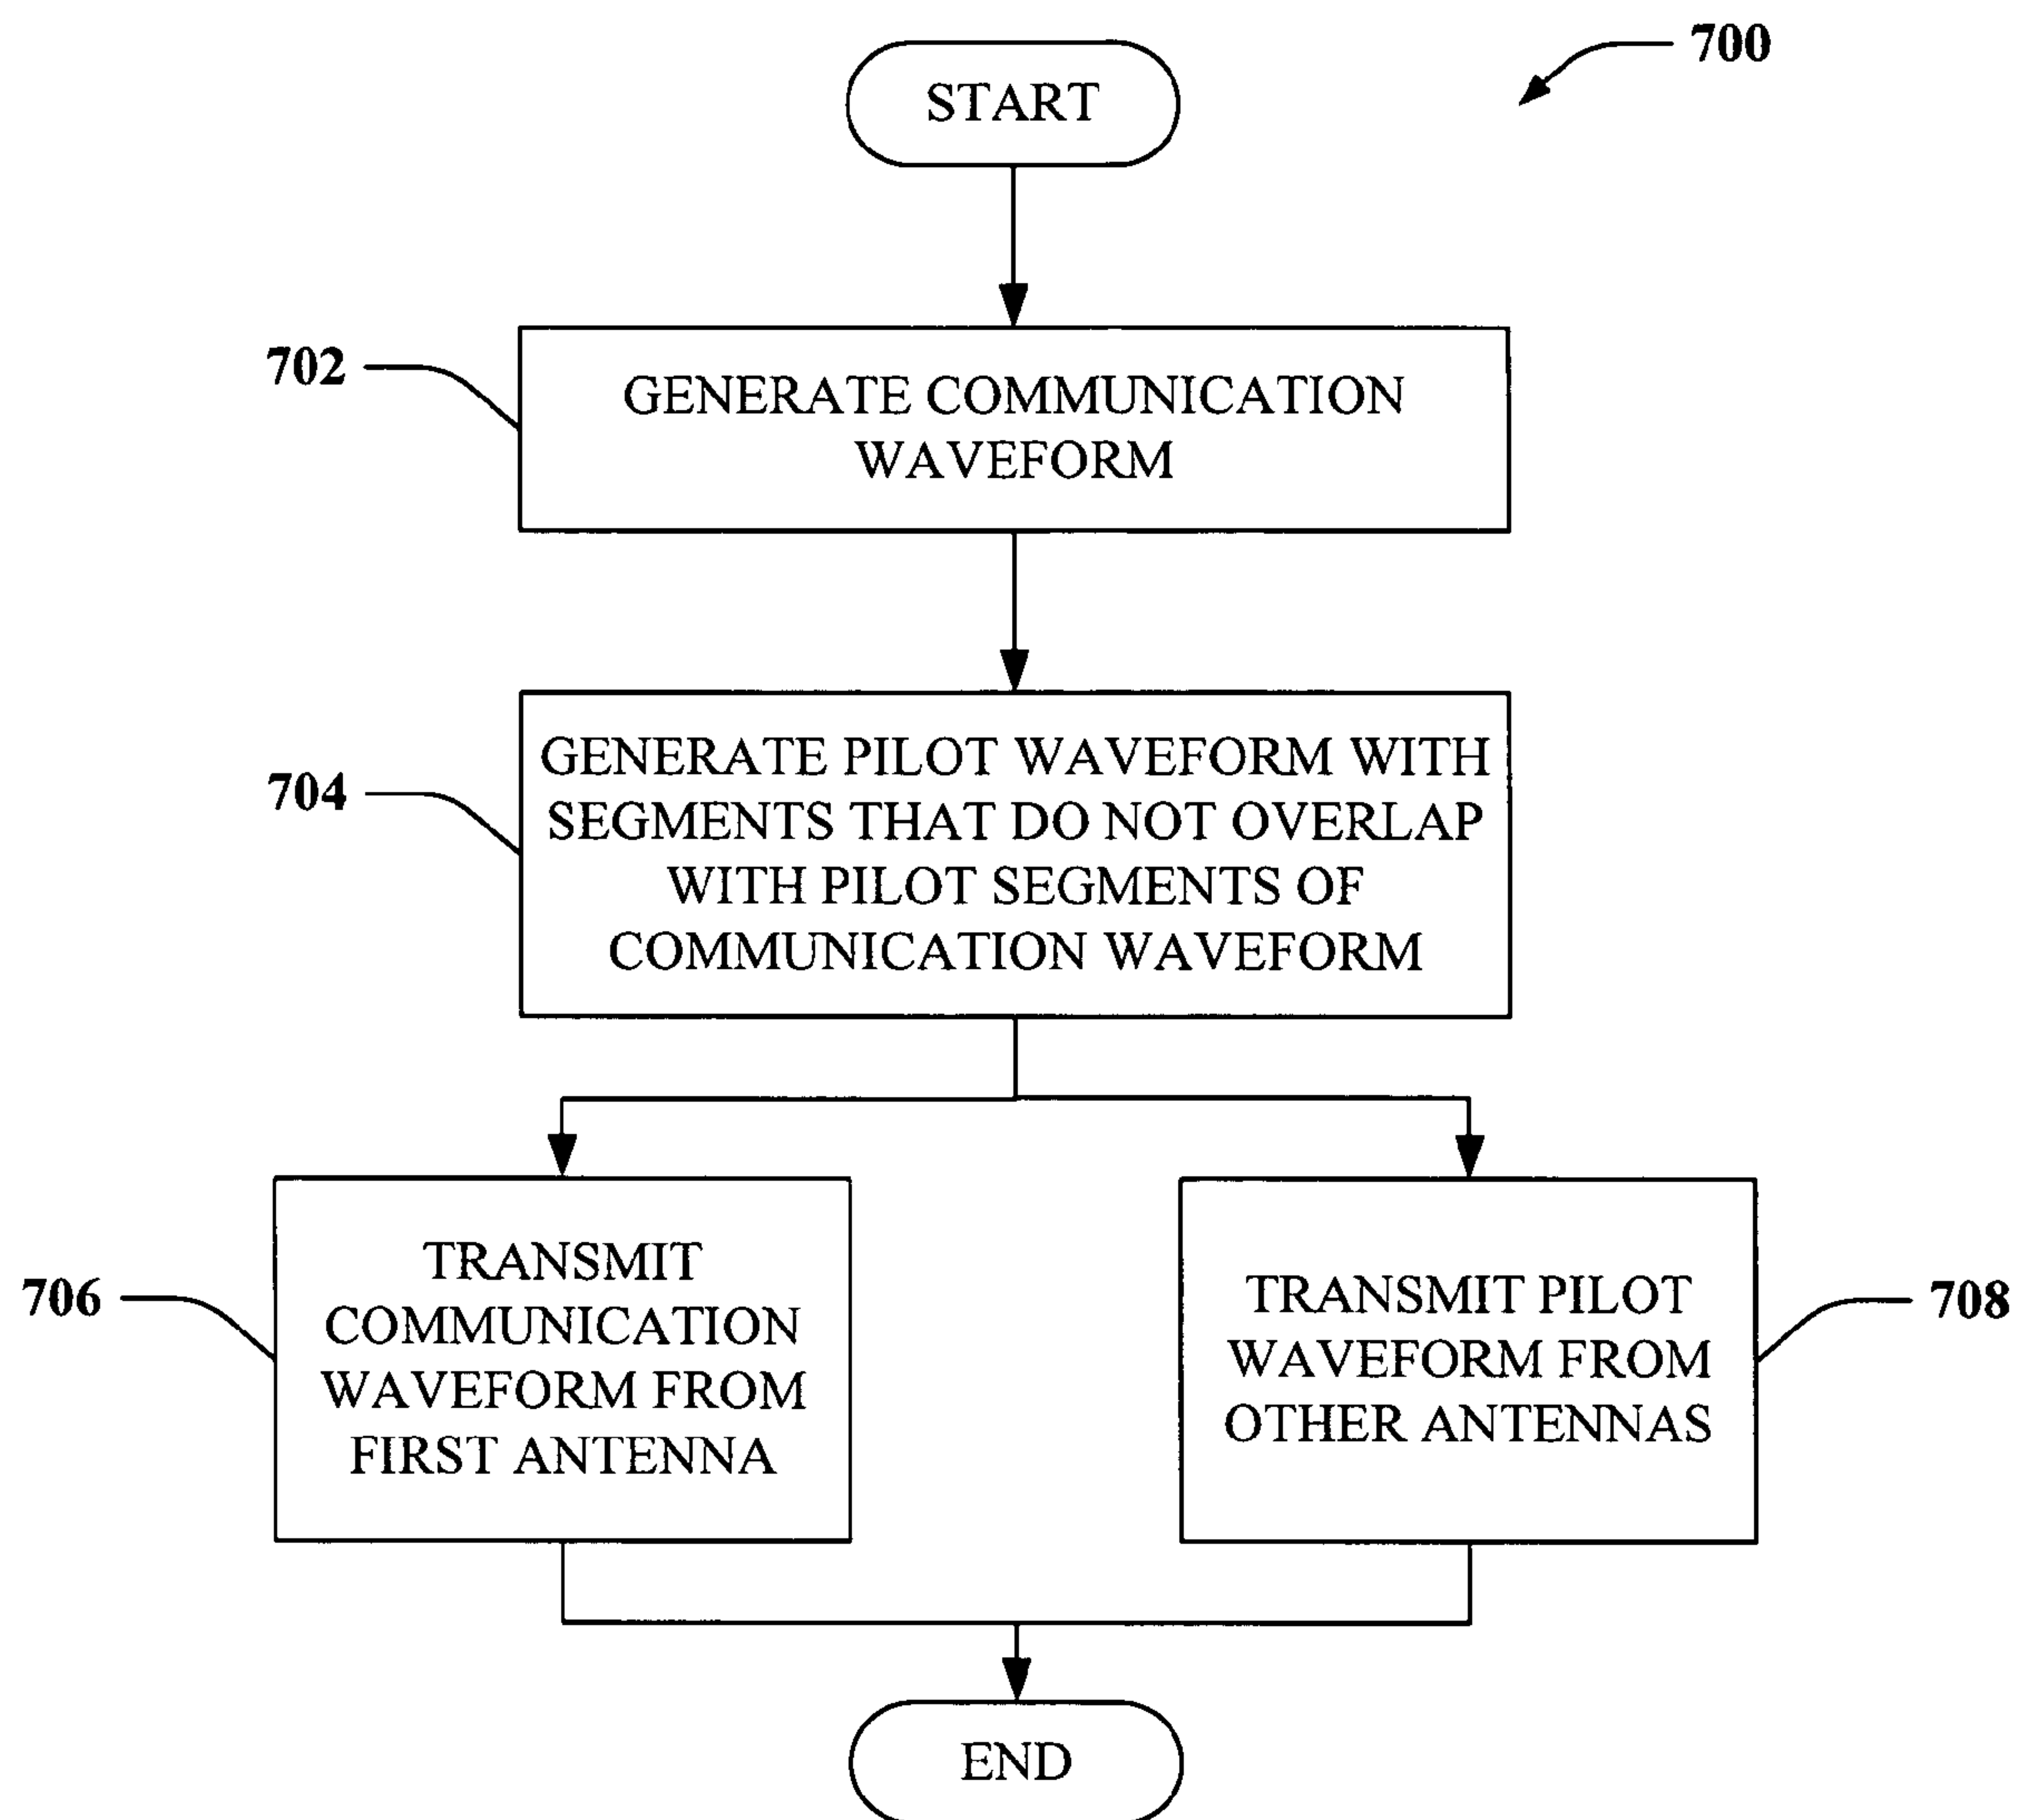 700
START
702
GENERATE COMMUNICATION
WAVEFORM
704
GENERATE PILOT WAVEFORM WITH
SEGMENTS THAT DO NOT OVERLAP
WITH PILOT SEGMENTS OF
COMMUNICATION WAVEFORM
706
TRANSMIT
COMMUNICATION
WAVEFORM FROM
FIRST ANTENNA
TRANSMIT PILOT
WAVEFORM FROM
OTHER ANTENNAS
708
END